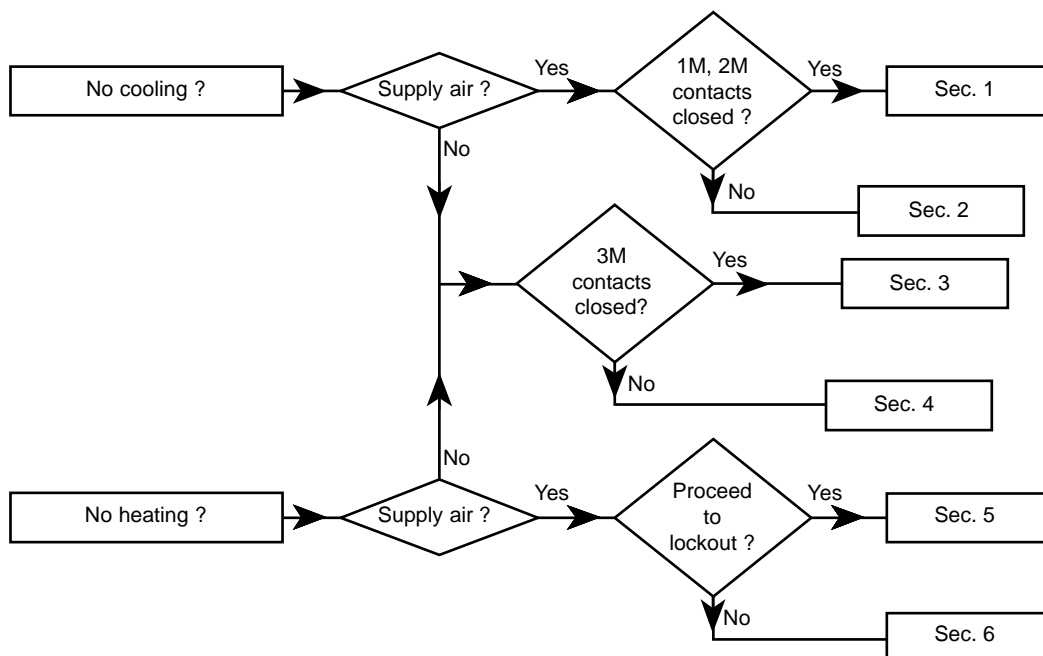 No cooling ?
Supply air ?
Yes
1M, 2M
contacts
closed ?
Yes
Sec. 1
No
No
Sec. 2
3M
contacts
closed?
Yes
Sec. 3
No
Sec. 4
No
No heating ?
Supply air ?
Yes
Proceed
to
lockout ?
Yes
Sec. 5
No
Sec. 6